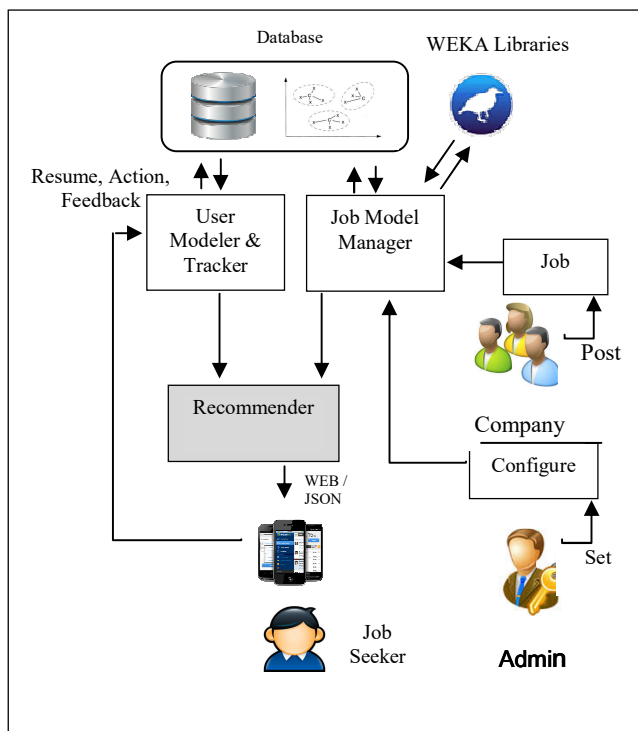 Database
WEKA Libraries
Resume, Action,
Feedback
User
Modeler &
Tracker
Job Model
Manager
Job
Post
Recommender
Company
Configure
WEB /
JSON
Set
Job
Seeker
Admin